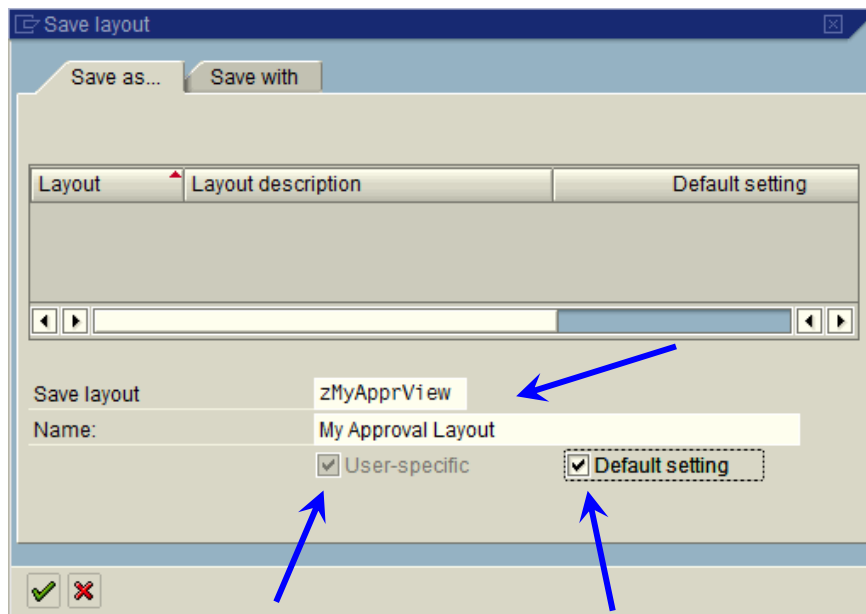 Save layout
Save as... Save with
Layout Layout description Default setting
Save layout zMyApprView
Name: My Approval Layout
User-specific Default setting